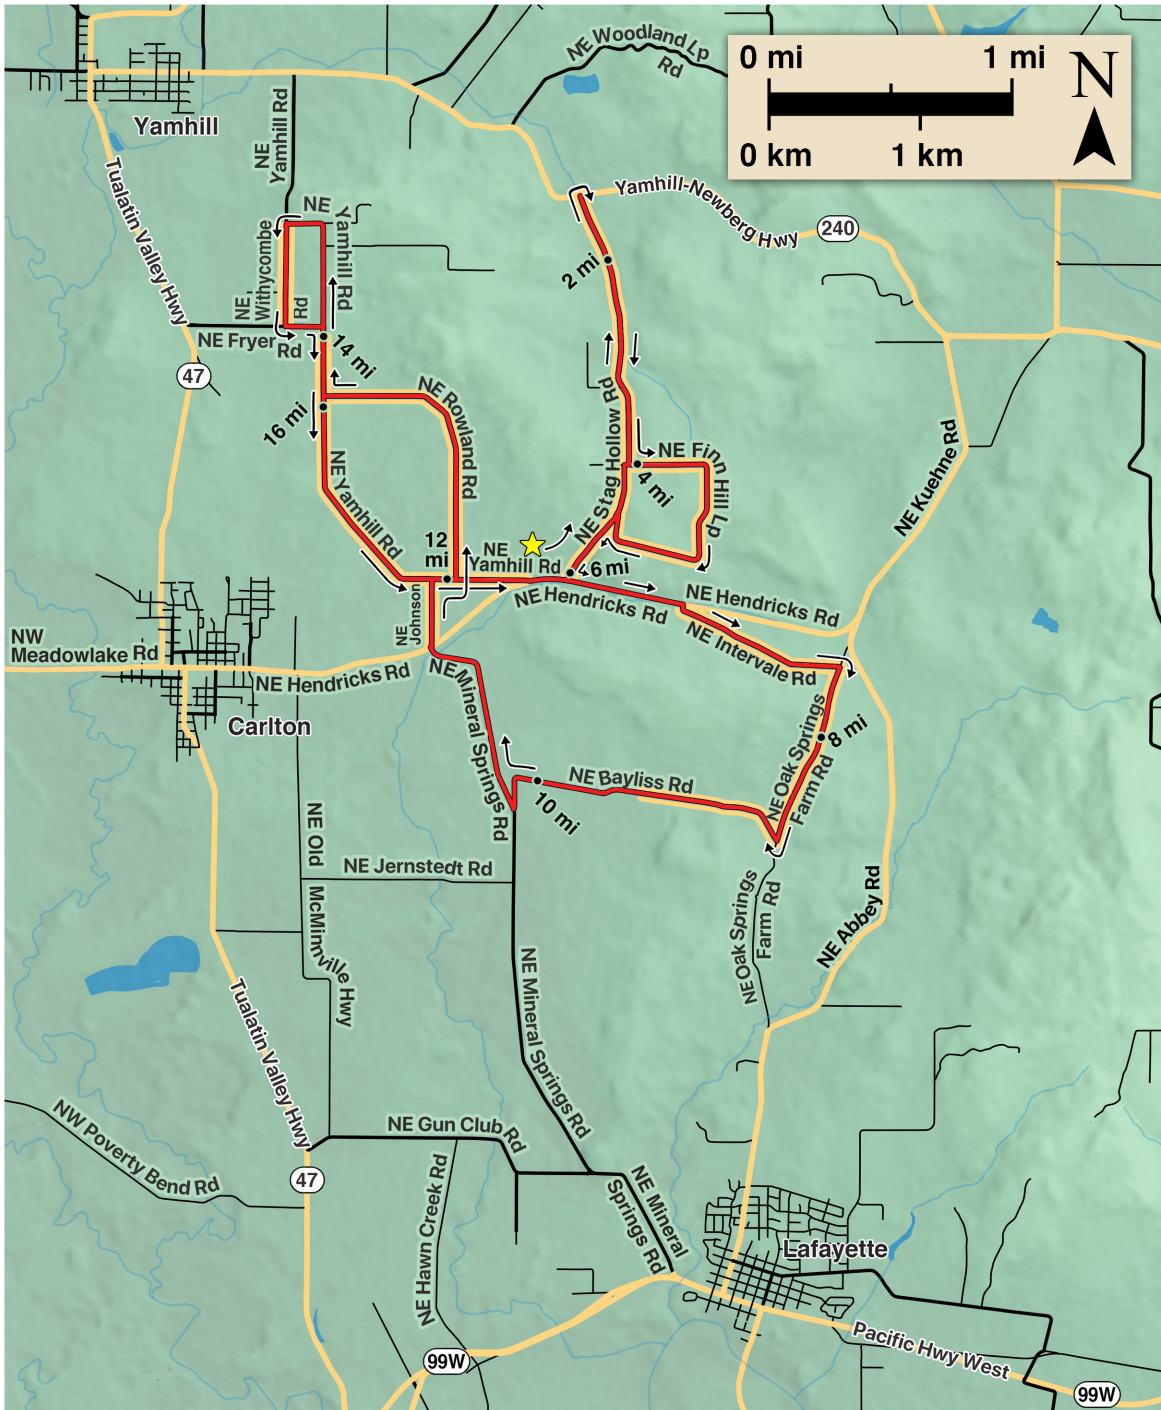 0 mi
1 mi
N
0 km
1 km
NE Woodland Lp
Rd
Yamhill
NE
Yamhill Rd
Tualatin Valley Hwy
Yamhill-Newberg Hwy
240
NE
Yamhill Rd
NE
Withycombe
Rd
2 mi
NE Fryer
Rd
14 mi
47
NE Rowland Rd
16 mi
NE Stag Hollow Rd
NE Finn
Hill Lp
4 mi
NE Kuehne Rd
NE Yamhill Rd
12
mi
NE
Yamhill Rd
6 mi
NE Hendricks Rd
NE Hendricks Rd
NE
Johnson
NE Intervale Rd
NW
Meadowlake Rd
NE Hendricks Rd
Carlton
NE Mineral Springs Rd
NE Oak Springs
Farm Rd
8 mi
NE Bayliss Rd
10 mi
NE Old
McMinnville Hwy
NE Jernstedt Rd
NE Oak Springs
Farm Rd
NE Abbey Rd
NE Mineral Springs Rd
Tualatin Valley Hwy
NW Poverty Bend Rd
NE Gun Club Rd
47
NE Hawn Creek Rd
NE Mineral
Springs Rd
Lafayette
Pacific Hwy West
99W
99W